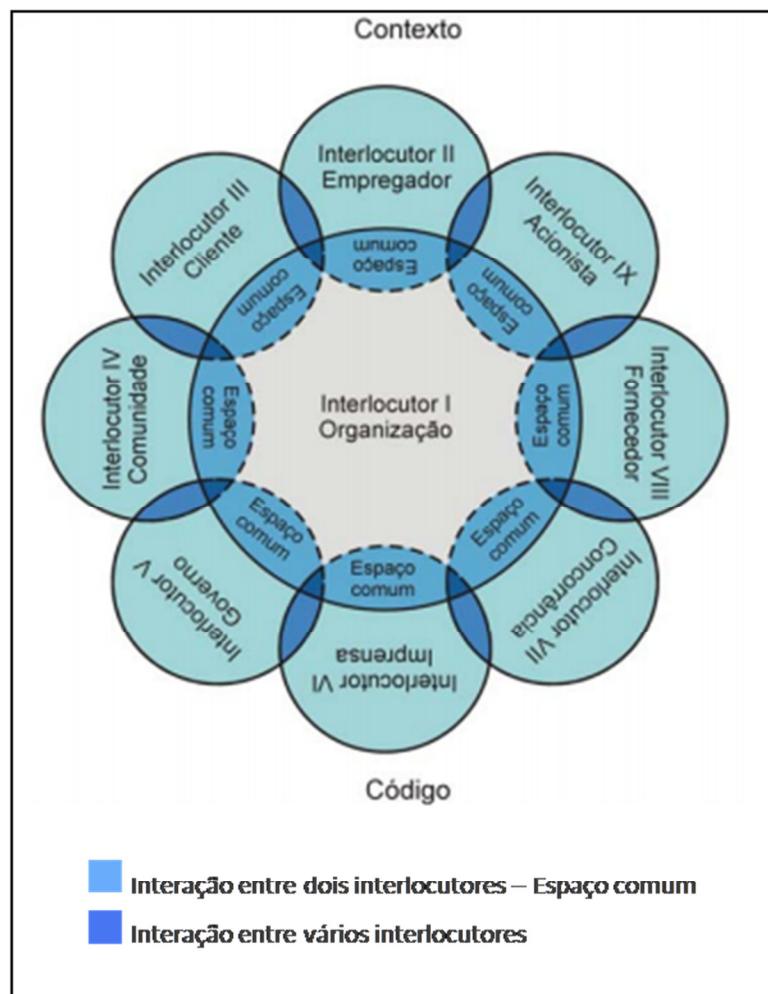 Contexto
Interlocutor II
Empregador
Interlocutor IX
Acionista
Interlocutor VIII
Fornecedor
Interlocutor VII
Concorrência
Interlocutor VI
Imprensa
Interlocutor V
Governo
Interlocutor IV
Comunidade
Interlocutor III
Cliente
Espaço
comum
Espaço
comum
Espaço
comum
Espaço
comum
Espaço
comum
Espaço
comum
Espaço
comum
Espaço
comum
Interlocutor I
Organização
Código
Interação entre dois interlocutores – Espaço comum
Interação entre vários interlocutores